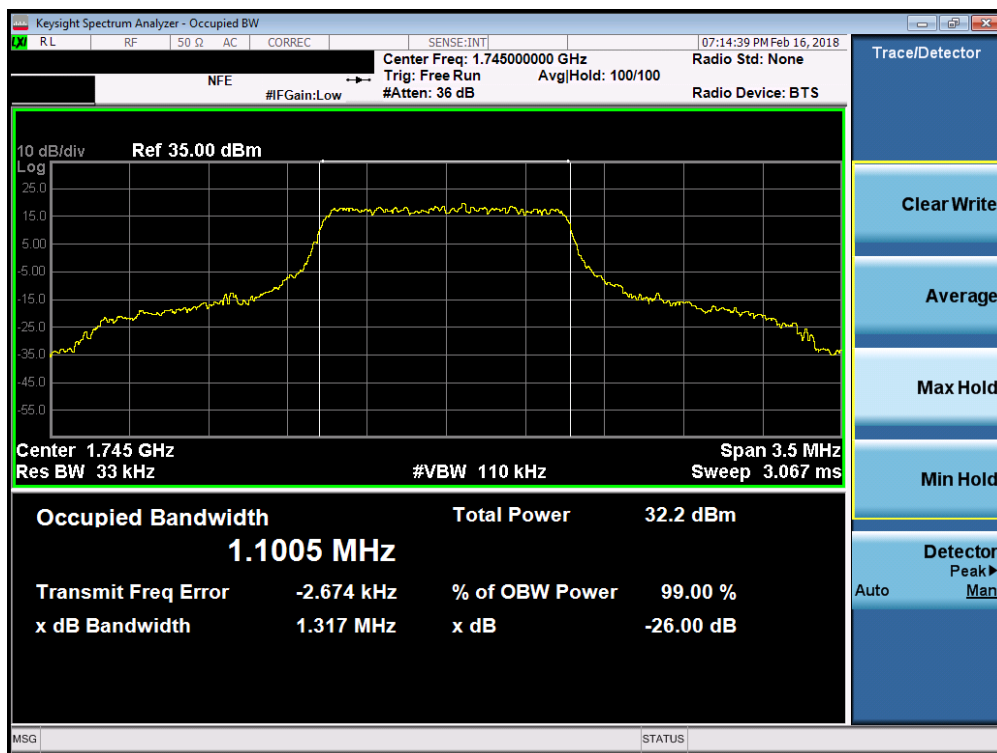 Keysight Spectrum Analyzer - Occupied BW
LXI RL RF 50 Ω AC CORREC SENSE:INT 07:14:39 PM Feb 16, 2018
Center Freq: 1.745000000 GHz Radio Std: None
NFE Trig: Free Run Avg|Hold: 100/100
#IFGain:Low #Atten: 36 dB Radio Device: BTS
10 dB/div Ref 35.00 dBm
Log
25.0
15.0
5.00
-5.00
-15.0
-25.0
-35.0
-45.0
-55.0
Center 1.745 GHz Span 3.5 MHz
Res BW 33 kHz #VBW 110 kHz Sweep 3.067 ms
Occupied Bandwidth Total Power 32.2 dBm
1.1005 MHz
Transmit Freq Error -2.674 kHz % of OBW Power 99.00 %
x dB Bandwidth 1.317 MHz x dB -26.00 dB
MSG STATUS
Trace/Detector
Clear Write
Average
Max Hold
Min Hold
Detector
Peak▶
Auto Man